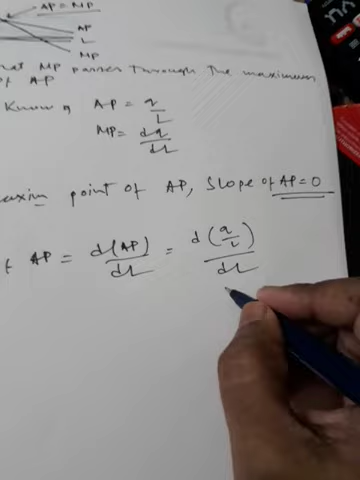 AP = MP
AP
L
MP
hat MP passes through the maximum
of AP
Know, AP = q/L
MP = dq/dL
maxim point of AP, Slope of AP = 0
f AP = d(AP)/dL = d(q/L)/dL